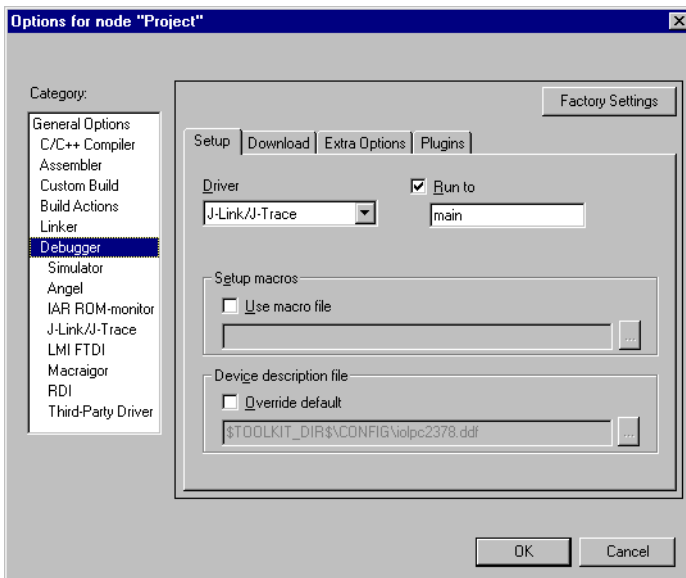 Options for node "Project"
Category:
Factory Settings
General Options
C/C++ Compiler
Assembler
Custom Build
Build Actions
Linker
Debugger
Simulator
Angel
IAR ROM-monitor
J-Link/J-Trace
LMI FTDI
Macraigor
RDI
Third-Party Driver
Setup Download Extra Options Plugins
Driver Run to
J-Link/J-Trace main
Setup macros
Use macro file
...
Device description file
Override default
$TOOLKIT_DIR$\CONFIG\iolpc2378.ddf ...
OK Cancel